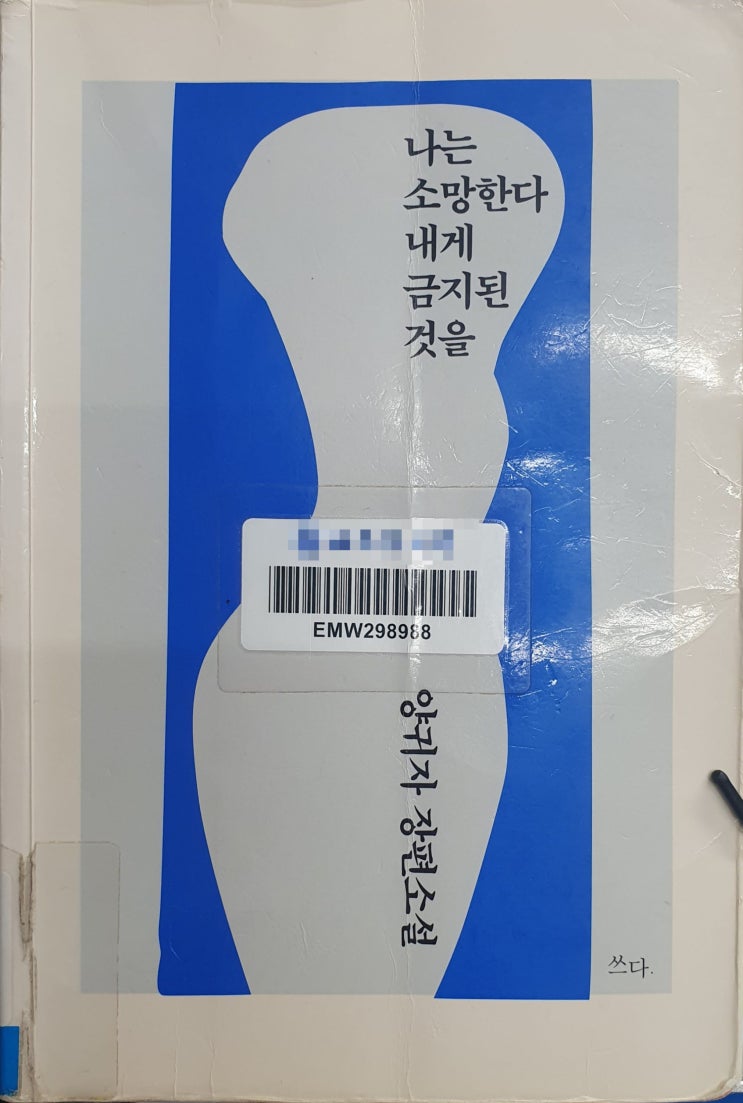 나는
소망한다
내게
금지된
것을
EMW298988
양귀자 장편소설
쓰다.